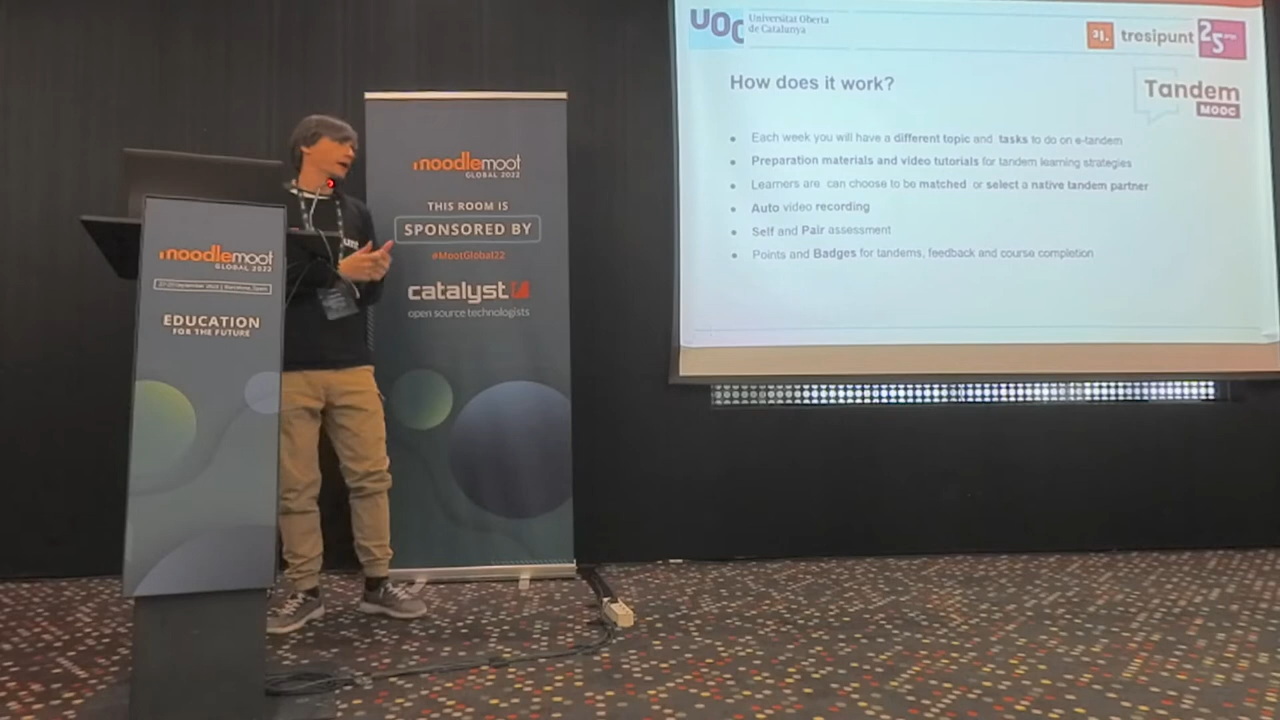 moodlemoot
GLOBAL 2022
EDUCATION
FOR THE FUTURE
moodlemoot
GLOBAL 2022
THIS ROOM IS
SPONSORED BY
#MootGlobal22
catalyst
open source technologists
UOC
Universitat Oberta
de Catalunya
31.
tresipunt
25
Tandem
MOOC
How does it work?
Each week you will have a different topic and tasks to do on e-tandem
Preparation materials and video tutorials for tandem learning strategies
Learners are can choose to be matched or select a native tandem partner
Auto video recording
Self and Pair assessment
Points and Badges for tandems, feedback and course completion